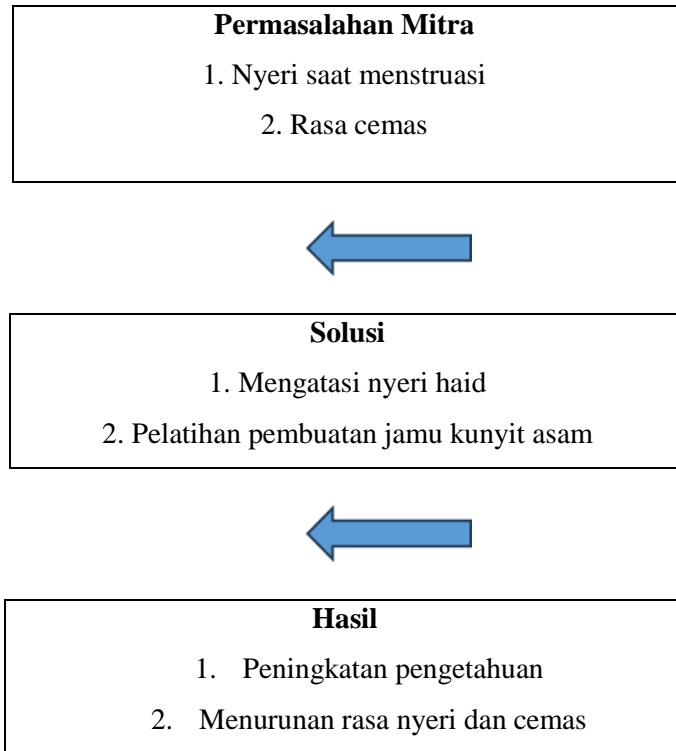 Permasalahan Mitra
1. Nyeri saat menstruasi
2. Rasa cemas
Solusi
1. Mengatasi nyeri haid
2. Pelatihan pembuatan jamu kunyit asam
Hasil
1. Peningkatan pengetahuan
2. Menurunan rasa nyeri dan cemas